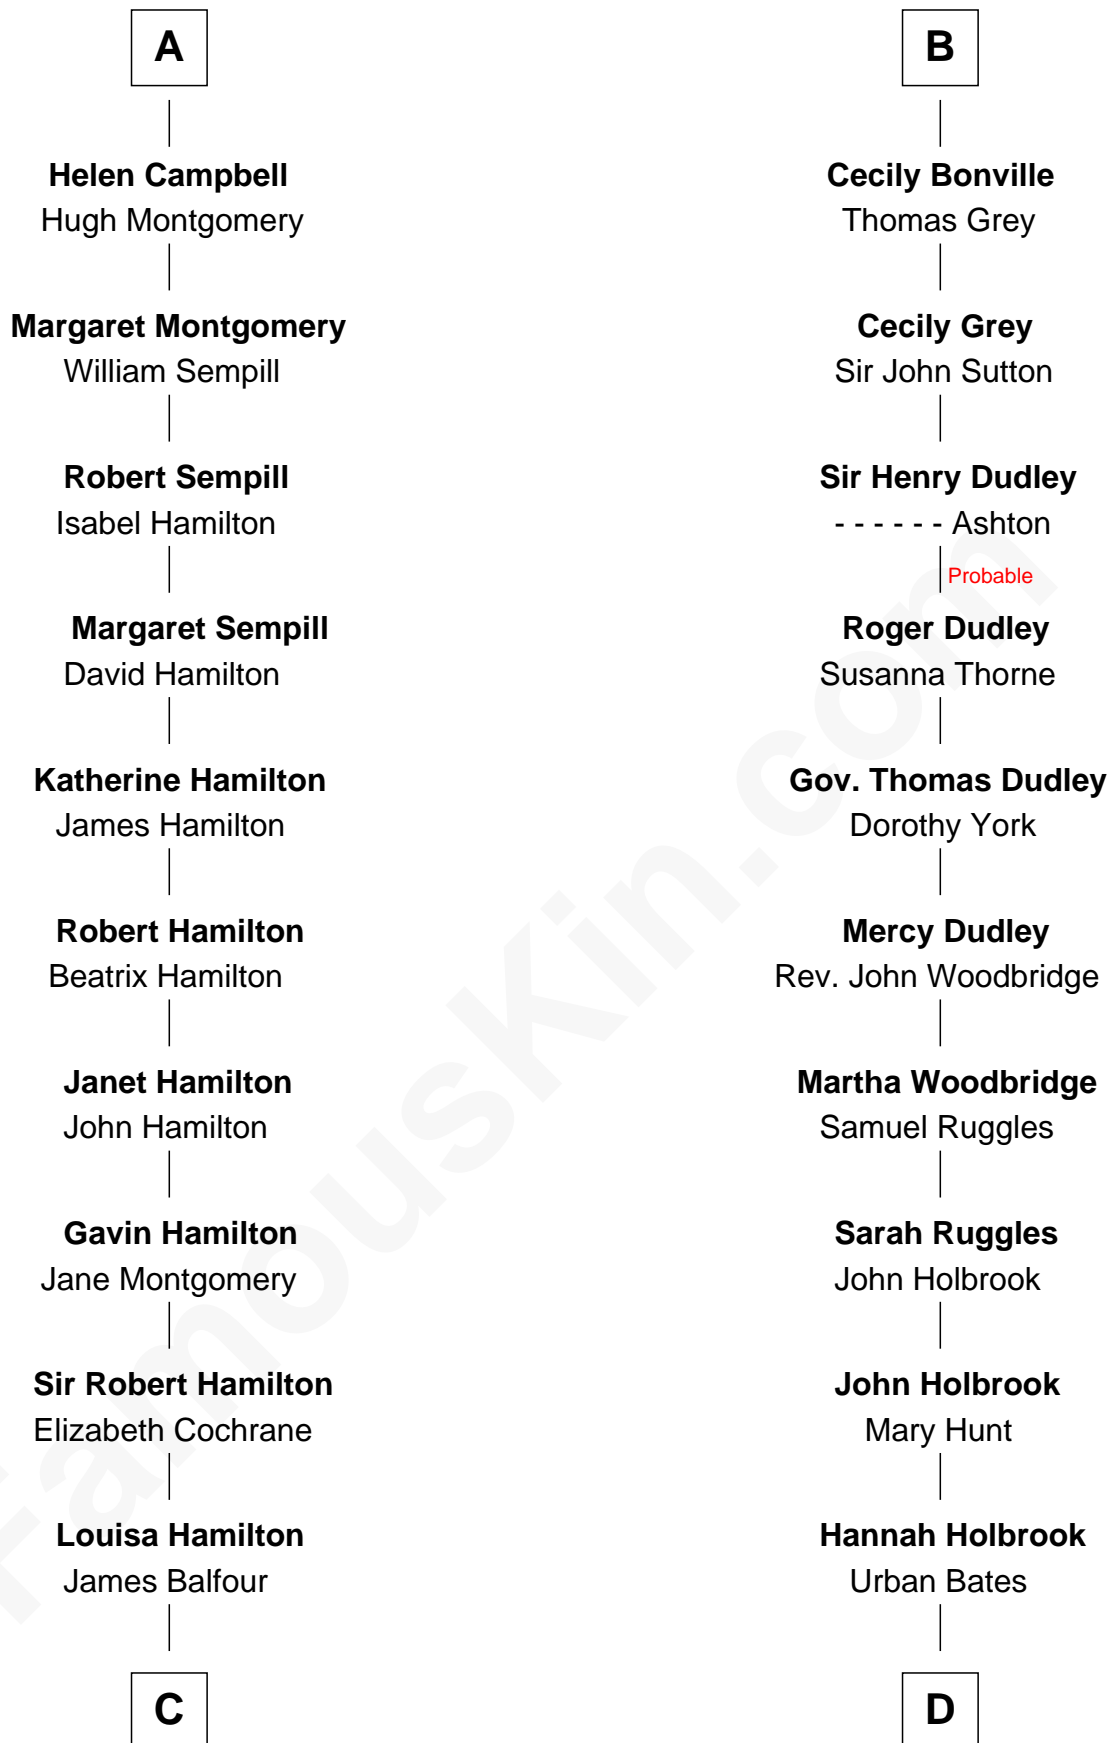 A
Helen Campbell
Hugh Montgomery
Margaret Montgomery
William Sempill
Robert Sempill
Isabel Hamilton
Margaret Sempill
David Hamilton
Katherine Hamilton
James Hamilton
Robert Hamilton
Beatrix Hamilton
Janet Hamilton
John Hamilton
Gavin Hamilton
Jane Montgomery
Sir Robert Hamilton
Elizabeth Cochrane
Louisa Hamilton
James Balfour
C
B
Cecily Bonville
Thomas Grey
Cecily Grey
Sir John Sutton
Sir Henry Dudley
- - - - - - Ashton
Probable
Roger Dudley
Susanna Thorne
Gov. Thomas Dudley
Dorothy York
Mercy Dudley
Rev. John Woodbridge
Martha Woodbridge
Samuel Ruggles
Sarah Ruggles
John Holbrook
John Holbrook
Mary Hunt
Hannah Holbrook
Urban Bates
D
FamousKin.com